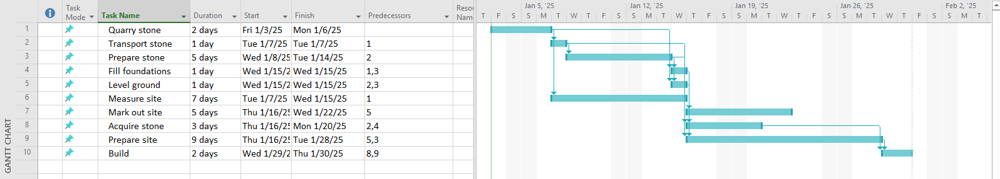 Task Mode Task Name Duration Start Finish Predecessors Resou Name
Jan 5, '25 Jan 12, '25 Jan 19, '25 Jan 26, '25 Feb 2, '25
T F S S M T W T F S S M T W T F S S M T W T F S S M T W T F S S M T
1 Quarry stone 2 days Fri 1/3/25 Mon 1/6/25
2 Transport stone 1 day Tue 1/7/25 Tue 1/7/25 1
3 Prepare stone 5 days Wed 1/8/25 Tue 1/14/25 2
4 Fill foundations 1 day Wed 1/15/2 Wed 1/15/25 1,3
5 Level ground 1 day Wed 1/15/2 Wed 1/15/25 2,3
6 Measure site 7 days Tue 1/7/25 Wed 1/15/25 1
7 Mark out site 5 days Thu 1/16/25 Wed 1/22/25 5
8 Acquire stone 3 days Thu 1/16/25 Mon 1/20/25 2,4
9 Prepare site 9 days Thu 1/16/25 Tue 1/28/25 5,3
10 Build 2 days Wed 1/29/2 Thu 1/30/25 8,9
GANTT CHART